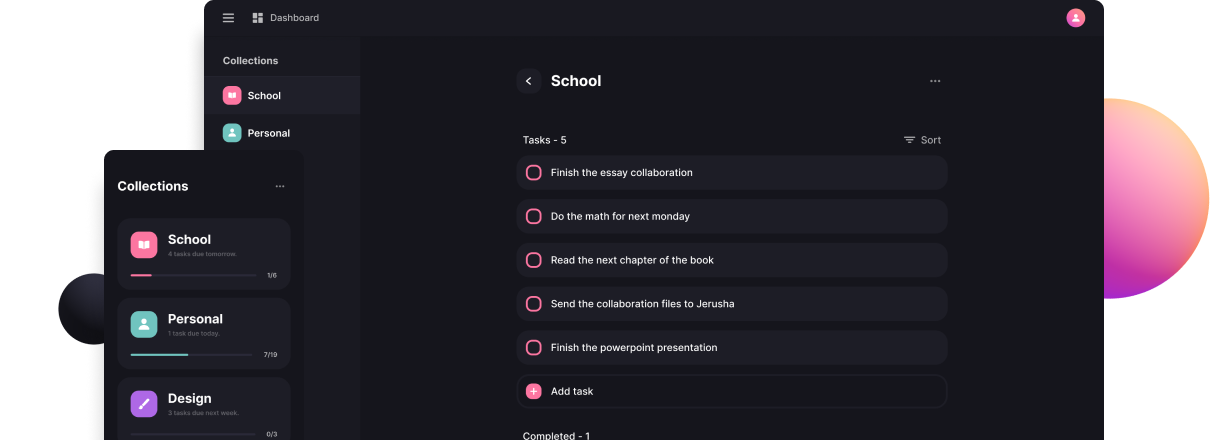 Dashboard
Collections
School
Personal
School
Tasks - 5
Sort
Finish the essay collaboration
Do the math for next monday
Read the next chapter of the book
Send the collaboration files to Jerusha
Finish the powerpoint presentation
Add task
Completed - 1
Collections
School
4 tasks due tomorrow.
1/6
Personal
1 task due today.
7/19
Design
3 tasks due next week.
0/3